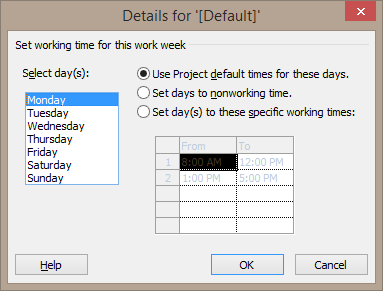 Details for '[Default]'
Set working time for this work week
Select day(s):
Monday
Tuesday
Wednesday
Thursday
Friday
Saturday
Sunday
Use Project default times for these days.
Set days to nonworking time.
Set day(s) to these specific working times:
From To
1 8:00 AM 12:00 PM
2 1:00 PM 5:00 PM
Help OK Cancel